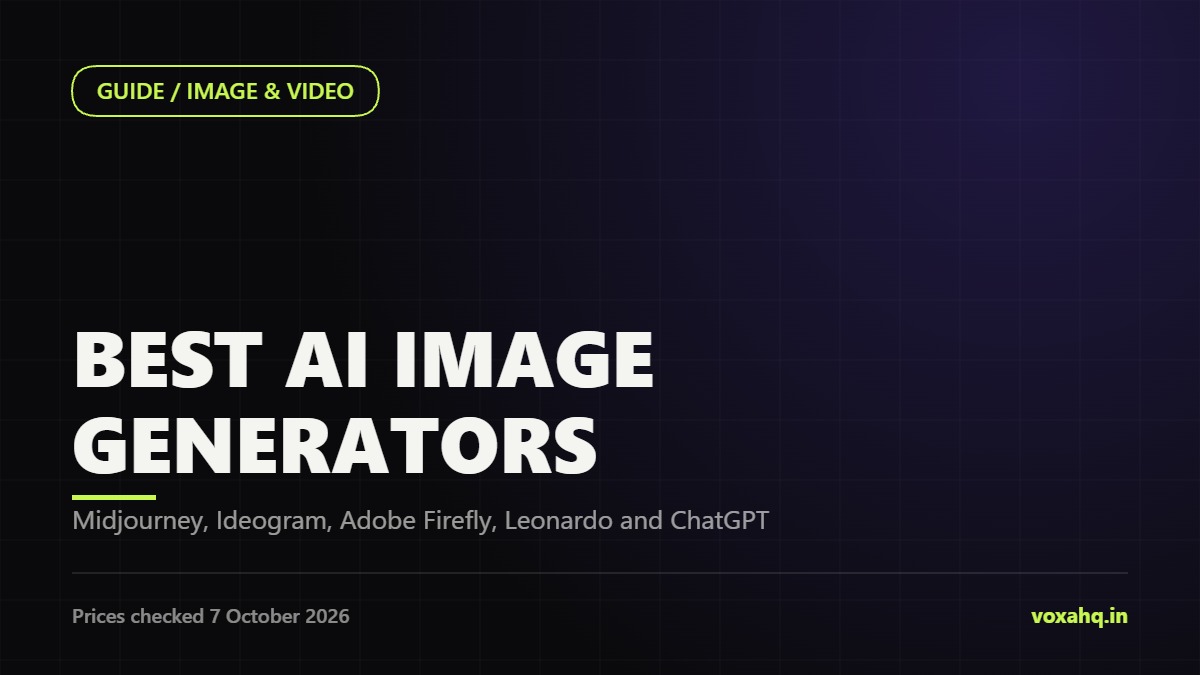 GUIDE / IMAGE & VIDEO
BEST AI IMAGE
GENERATORS
Midjourney, Ideogram, Adobe Firefly, Leonardo and ChatGPT
Prices checked 7 October 2026
voxahq.in